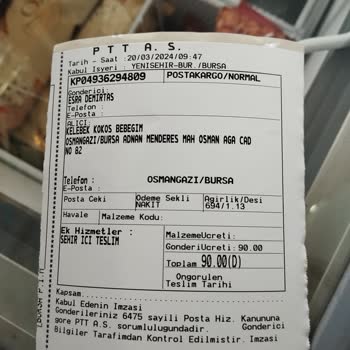 PTT A.S.
Tarih - Saat :20/03/2024/09:47
Kabul Isyeri : YENISEHIR-BUR./BURSA
KP04936294809 POSTAKARGO/NORMAL
Gonderici:
ESRA DEMIRTAS
Telefon :
E-Posta :
ALICI:
KELEBEK KOKOS BEBEGIM
OSMANGAZI/BURSA ADNAN MENDERES MAH OSMAN AGA CAD
NO 82
Telefon : OSMANGAZI/BURSA
E-Posta :
Posta Ceki Odeme Sekli Agirlik/Desi
NAKIT 694/1.13
Havale Malzeme Kodu:
Ek Hizmetler : MalzemeUcreti:
SEHIR ICI TESLIM GonderiUcreti: 90.00
Toplam 90.00(D)
Ongorulen
Teslim Tarihi
Kapsam
Kabul Edenin Imzasi
Gonderileriniz 6475 sayili Posta Hiz. Kanununa
gore PTT A.S. sorumlulugundadir. Gonderici
Bilgiler Tarafimdan Kontrol Edilmistir. Imzasi